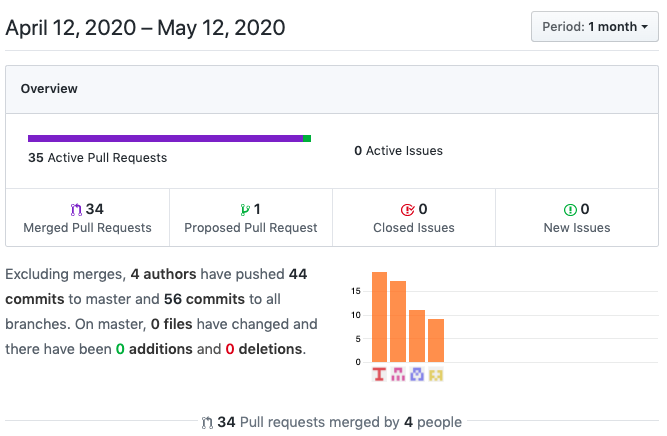 April 12, 2020 – May 12, 2020
Period: 1 month
Overview
35 Active Pull Requests
0 Active Issues
34
Merged Pull Requests
1
Proposed Pull Request
0
Closed Issues
0
New Issues
Excluding merges, 4 authors have pushed 44
commits to master and 56 commits to all
branches. On master, 0 files have changed and
there have been 0 additions and 0 deletions.
15
10
5
0
34 Pull requests merged by 4 people